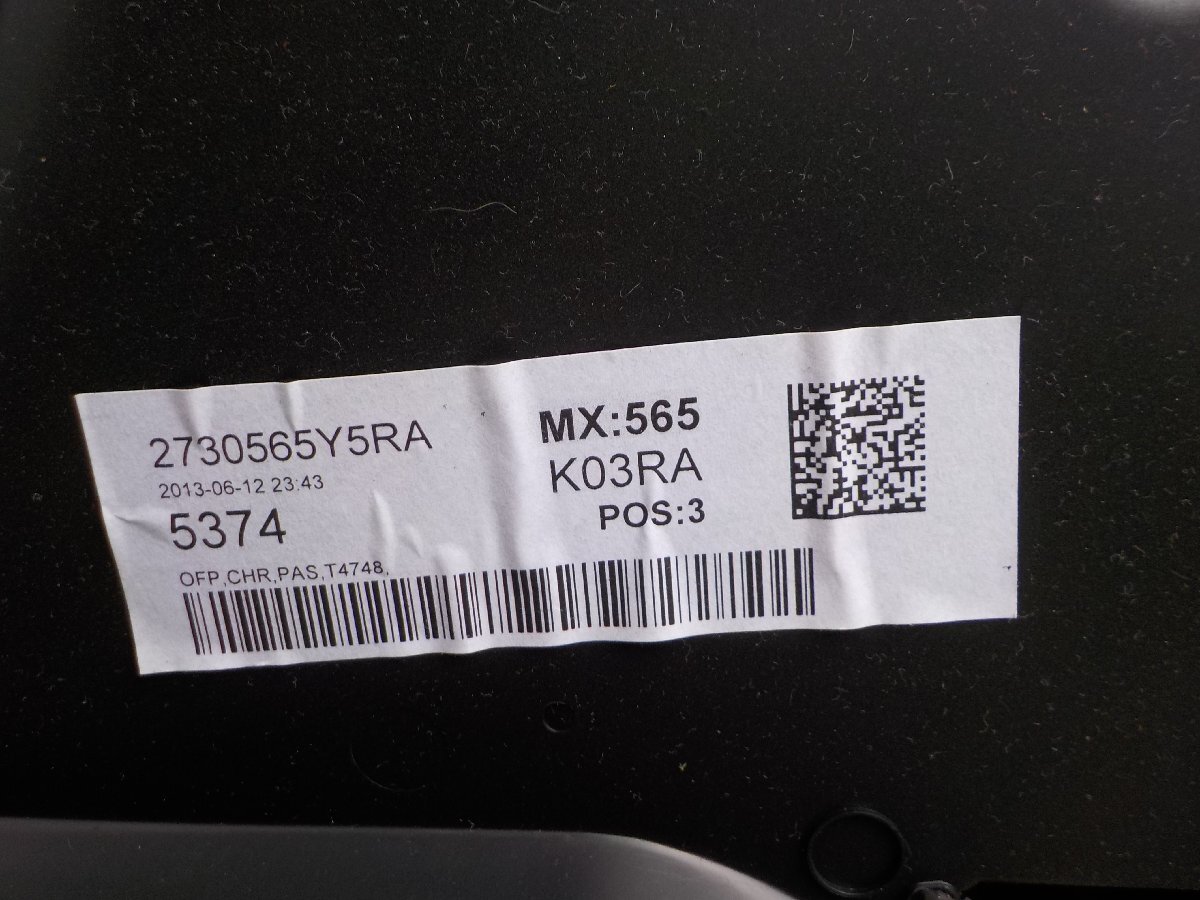 2730565Y5RA
2013-06-12 23:43
5374
OFP,CHR,PAS,T4748,
MX:565
K03RA
POS:3